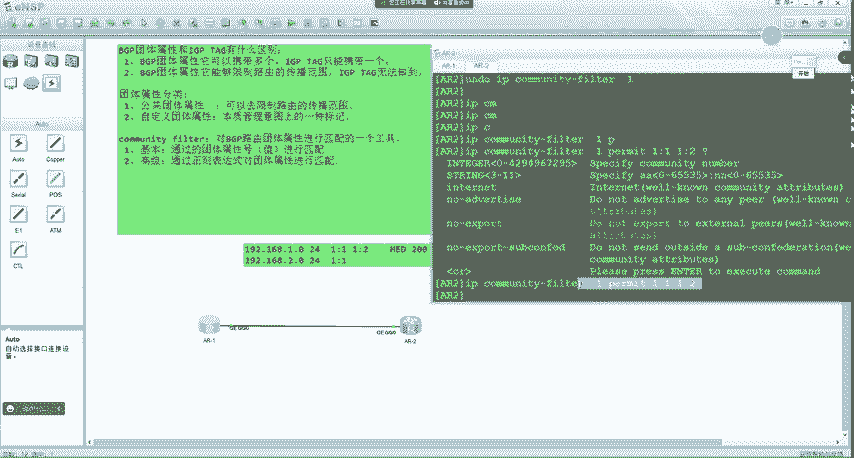 eNSP
BGP团体属性和IGP TAG有什么区别:
1、BGP团体属性它可以携带多个，IGP TAG只能携带一个；
2、BGP团体属性它能够限制路由的传播范围，IGP TAG无法做到。
团体属性分类：
1、公认团体属性 ：可以去限制路由的传播范围。
2、自定义团体属性：本质管理意图上的一种标记。
community filter：对BGP路由团体属性进行匹配的一个工具。
1、基本：通过的团体属性号（值）进行匹配
2、高级：通过正则表达式对团体属性进行匹配。
192.168.1.0 24 1:1 1:2 MED 200
192.168.2.0 24 1:1
AR-1
AR-2
[AR2]undo ip community-filter 1
[AR2]
[AR2]ip cm
[AR2]ip cm
[AR2]ip c
[AR2]ip community-filter 1 p
[AR2]ip community-filter 1 permit 1:1 1:2 ?
INTEGER<0-4294967295> Specify community number
STRING<3-11> Specify aa<0-65535>:nn<0-65535>
internet Internet(well-known community attributes)
no-advertise Do not advertise to any peer (well-known c
attributes)
no-export Do not export to external peers(well-known
attributes)
no-export-subconfed Do not send outside a sub-confederation(we
community attributes)
<cr> Please press ENTER to execute command
[AR2]ip community-filter 1 permit 1:1 1:2
[AR2]
Auto
Auto
Copper
Serial
POS
E1
ATM
CTL
Auto
自动选择接口连接设备。
GE 0/0/0
GE 0/0/0
AR-1
AR-2
开始